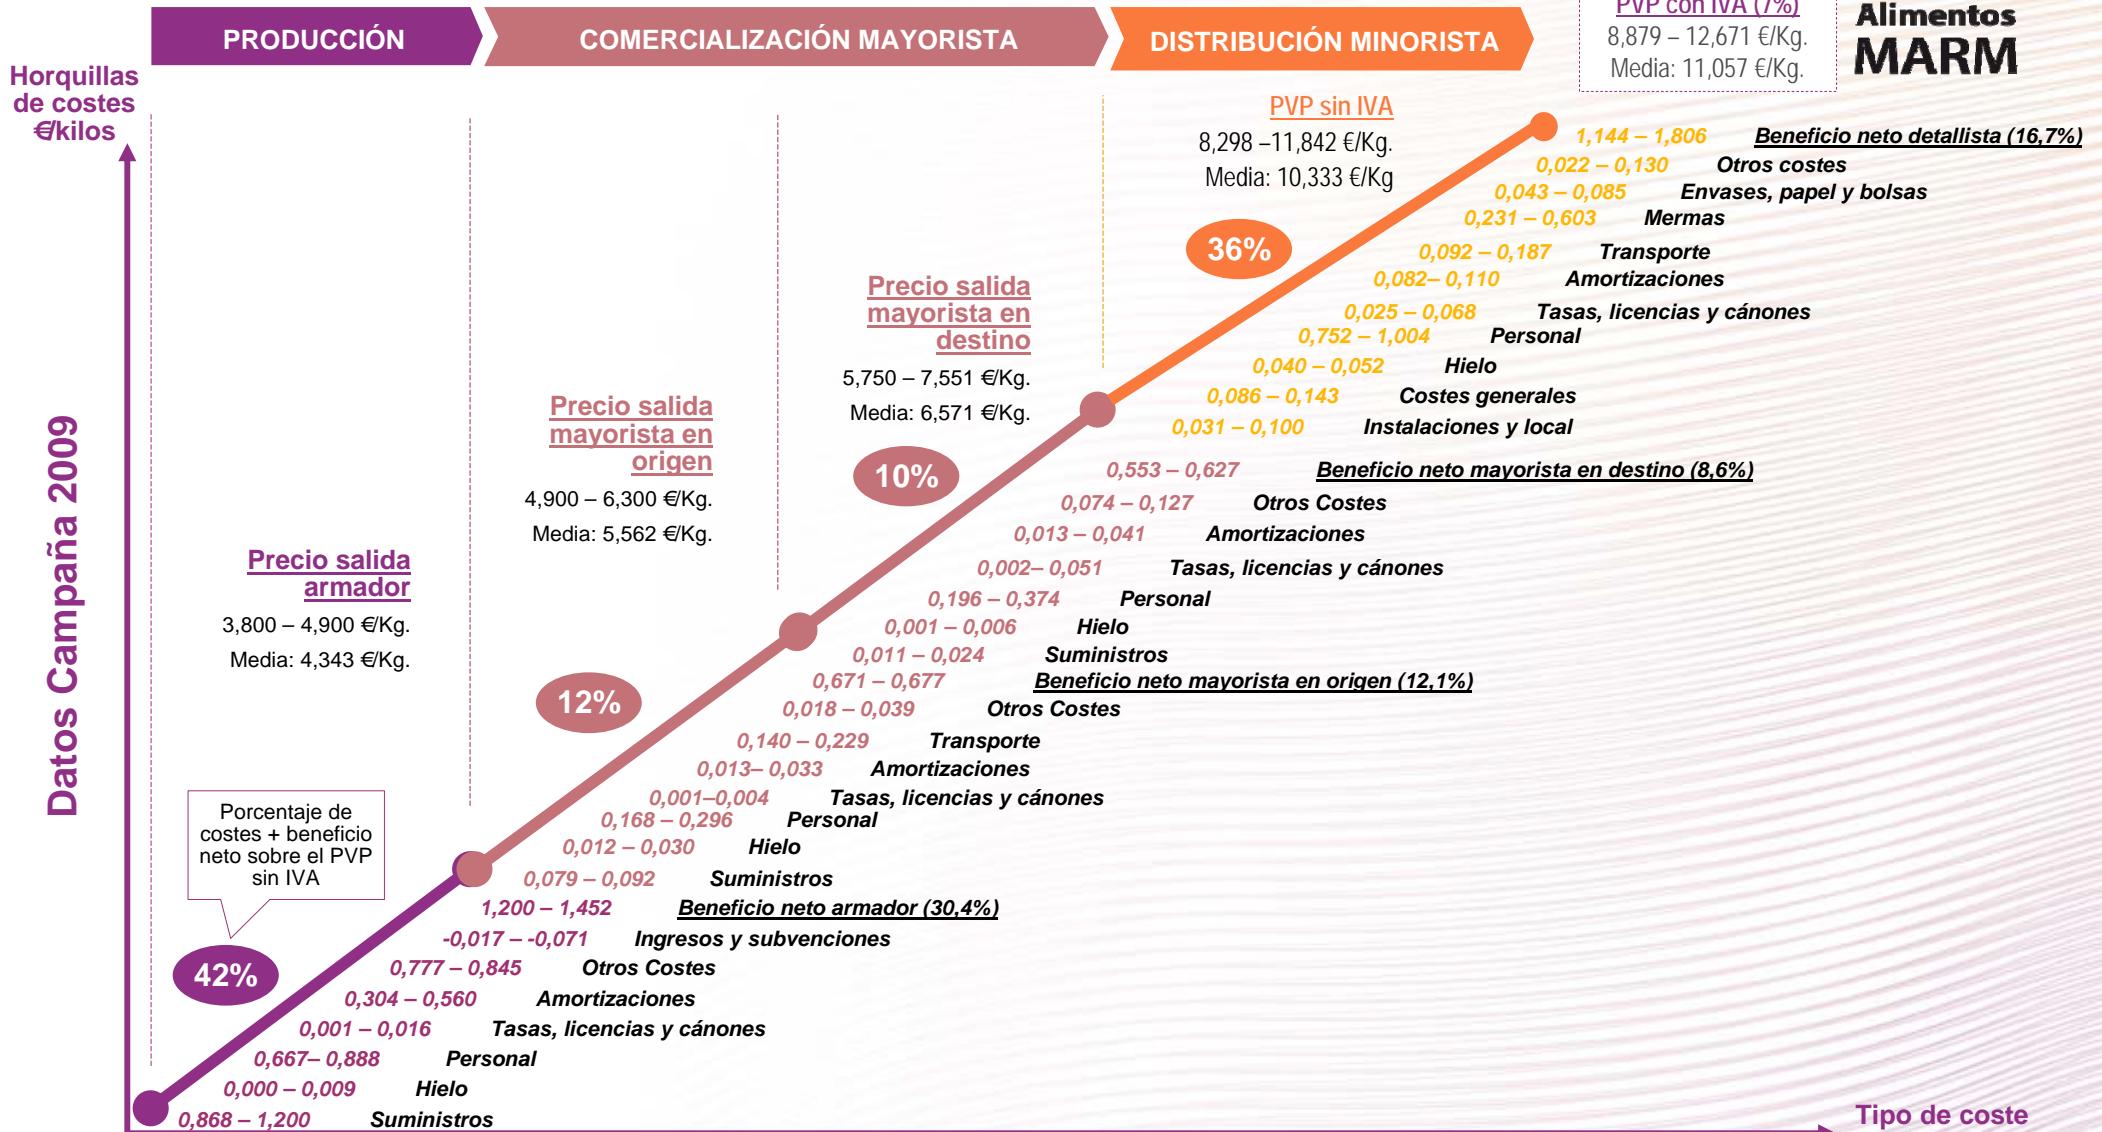 PRODUCCIÓN
COMERCIALIZACIÓN MAYORISTA
DISTRIBUCIÓN MINORISTA
PVP con IVA (7%)
8,879 – 12,671 €/Kg.
Media: 11,057 €/Kg.
Alimentos
MARM
Horquillas
de costes
€/kilos
Datos Campaña 2009
PVP sin IVA
8,298 –11,842 €/Kg.
Media: 10,333 €/Kg
36%
Precio salida
mayorista en
destino
5,750 – 7,551 €/Kg.
Media: 6,571 €/Kg.
10%
Precio salida
mayorista en
origen
4,900 – 6,300 €/Kg.
Media: 5,562 €/Kg.
12%
Precio salida
armador
3,800 – 4,900 €/Kg.
Media: 4,343 €/Kg.
Porcentaje de
costes + beneficio
neto sobre el PVP
sin IVA
42%
1,144 – 1,806 Beneficio neto detallista (16,7%)
0,022 – 0,130 Otros costes
0,043 – 0,085 Envases, papel y bolsas
0,231 – 0,603 Mermas
0,092 – 0,187 Transporte
0,082– 0,110 Amortizaciones
0,025 – 0,068 Tasas, licencias y cánones
0,752 – 1,004 Personal
0,040 – 0,052 Hielo
0,086 – 0,143 Costes generales
0,031 – 0,100 Instalaciones y local
0,553 – 0,627 Beneficio neto mayorista en destino (8,6%)
0,074 – 0,127 Otros Costes
0,013 – 0,041 Amortizaciones
0,002– 0,051 Tasas, licencias y cánones
0,196 – 0,374 Personal
0,001 – 0,006 Hielo
0,011 – 0,024 Suministros
0,671 – 0,677 Beneficio neto mayorista en origen (12,1%)
0,018 – 0,039 Otros Costes
0,140 – 0,229 Transporte
0,013– 0,033 Amortizaciones
0,001–0,004 Tasas, licencias y cánones
0,168 – 0,296 Personal
0,012 – 0,030 Hielo
0,079 – 0,092 Suministros
1,200 – 1,452 Beneficio neto armador (30,4%)
-0,017 – -0,071 Ingresos y subvenciones
0,777 – 0,845 Otros Costes
0,304 – 0,560 Amortizaciones
0,001 – 0,016 Tasas, licencias y cánones
0,667– 0,888 Personal
0,000 – 0,009 Hielo
0,868 – 1,200 Suministros
Tipo de coste